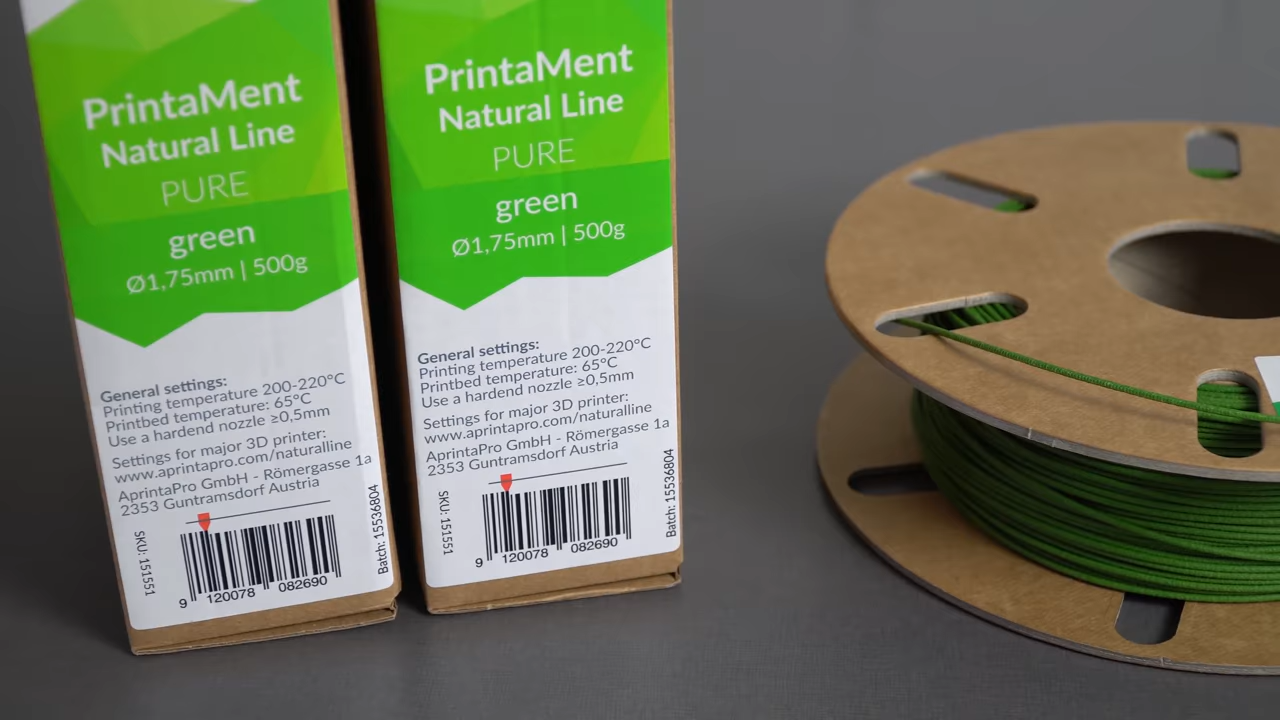 PrintaMent
Natural Line
PURE
green
Ø1,75mm | 500g
General settings:
Printing temperature 200-220°C
Printbed temperature: 65°C
Use a hardend nozzle ≥0,5mm
Settings for major 3D printer:
www.aprintapro.com/naturalline
AprintaPro GmbH - Römergasse 1a
2353 Guntramsdorf Austria
SKU: 151551
9 120078 082690
Batch: 15536804
PrintaMent
Natural Line
PURE
green
Ø1,75mm | 500g
General settings:
Printing temperature 200-220°C
Printbed temperature: 65°C
Use a hardend nozzle ≥0,5mm
Settings for major 3D printer:
www.aprintapro.com/naturalline
AprintaPro GmbH - Römergasse 1a
2353 Guntramsdorf Austria
SKU: 151551
9 120078 082690
Batch: 15536804